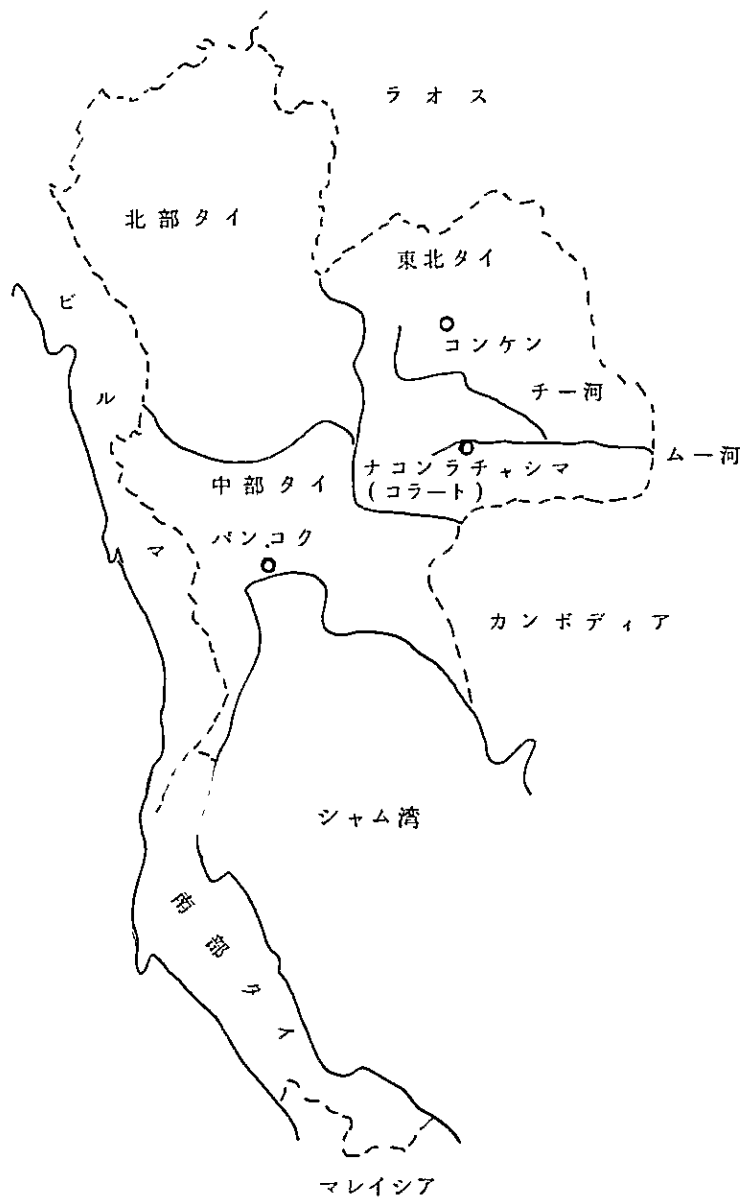 ラオス
北部タイ
東北タイ
ビルマ
コンケン
チー河
ムー河
ナコンラチャシマ
(コラート)
中部タイ
バンコク
カンボディア
シャム湾
南部タイ
マレイシア